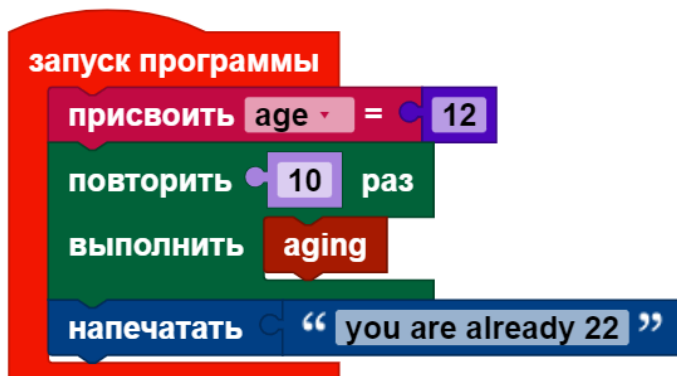 запуск программы
присвоить age = 12
повторить 10 раз
выполнить aging
напечатать “ you are already 22 ”